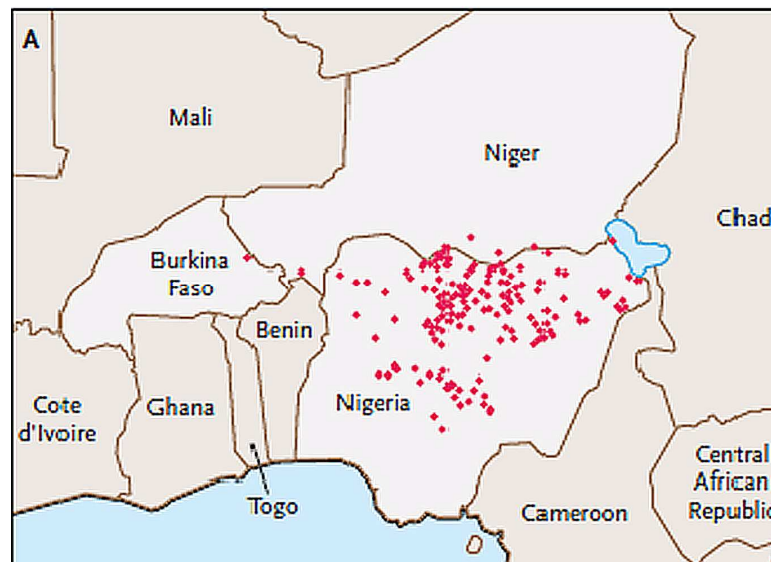 A
Mali
Niger
Chad
Burkina
Faso
Benin
Nigeria
Ghana
Cote
d'Ivoire
Togo
Cameroon
Central
African
Republic